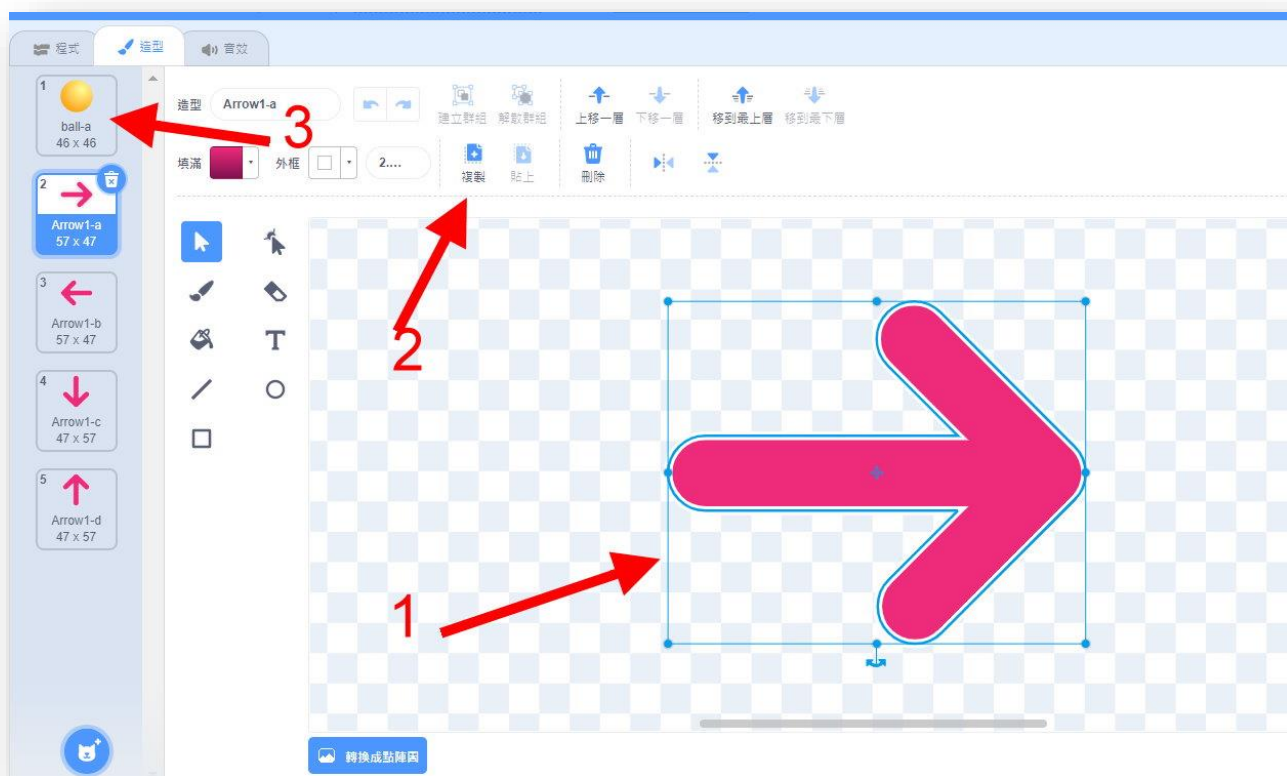 程式
造型
音效
1
ball-a
46 x 46
2
Arrow1-a
57 x 47
3
Arrow1-b
57 x 47
4
Arrow1-c
47 x 57
5
Arrow1-d
47 x 57
造型 Arrow1-a
建立群組 解散群組 上移一層 下移一層 移到最上層 移到最下層
填滿 外框 2....
複製 貼上 刪除
T
3
2
1
轉換成點陣圖